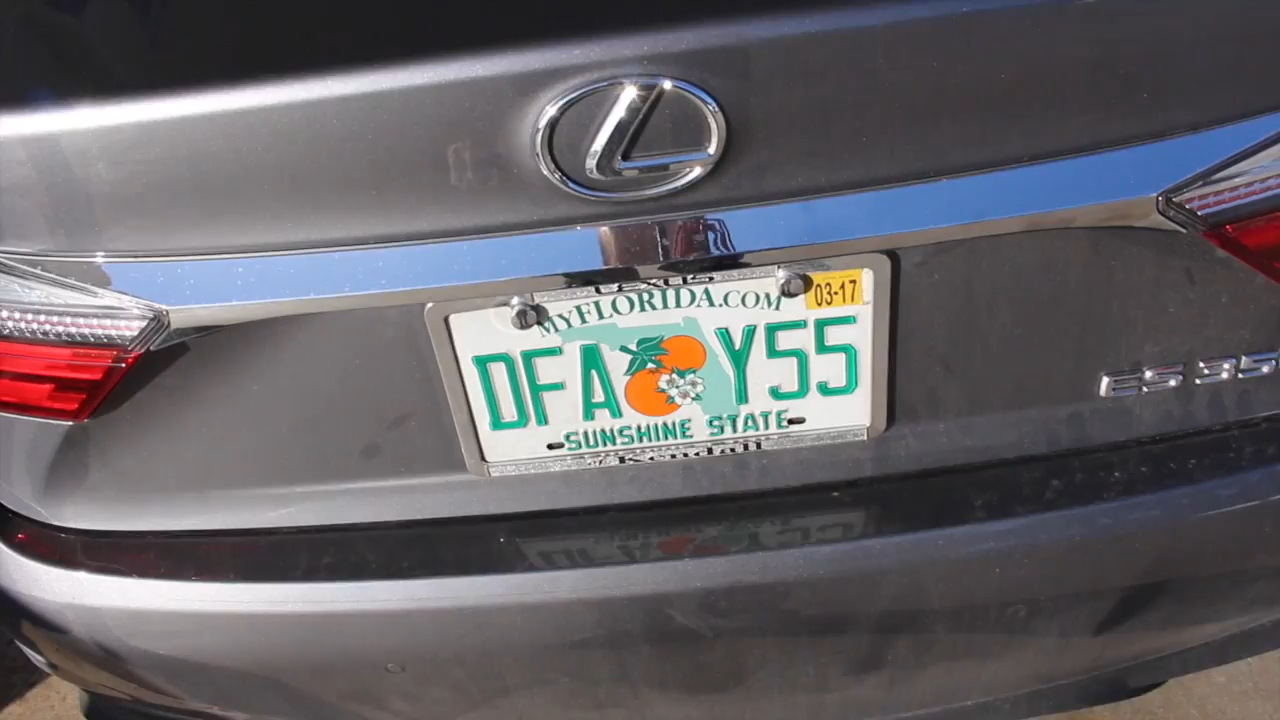 LEXUS
MYFLORIDA.COM
03-17
DFA Y55
SUNSHINE STATE
Kendall
ES 35